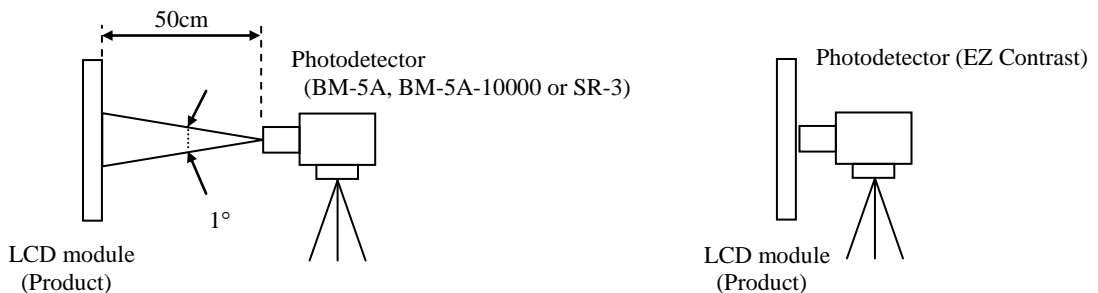 50cm
Photodetector
(BM-5A, BM-5A-10000 or SR-3)
1°
LCD module
(Product)
Photodetector (EZ Contrast)
LCD module
(Product)